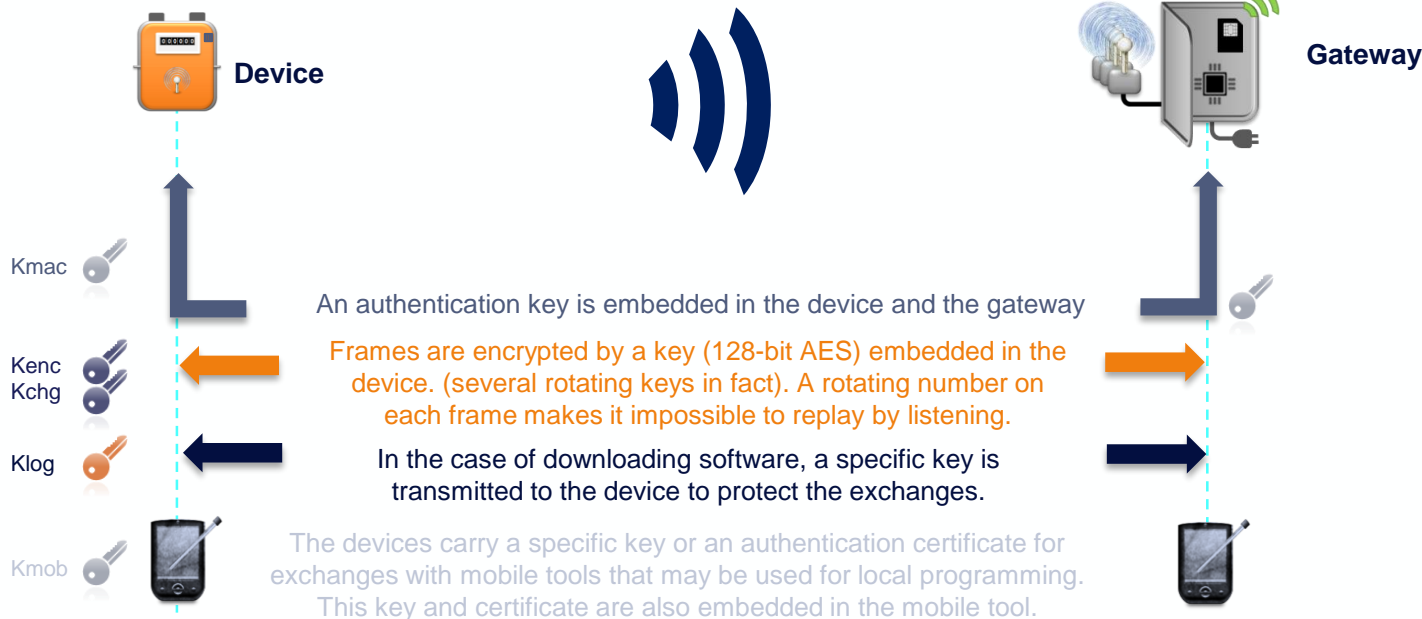 Device
Gateway
Kmac
An authentication key is embedded in the device and the gateway
Kenc
Kchg
Frames are encrypted by a key (128-bit AES) embedded in the
device. (several rotating keys in fact). A rotating number on
each frame makes it impossible to replay by listening.
Klog
In the case of downloading software, a specific key is
transmitted to the device to protect the exchanges.
Kmob
The devices carry a specific key or an authentication certificate for
exchanges with mobile tools that may be used for local programming.
This key and certificate are also embedded in the mobile tool.